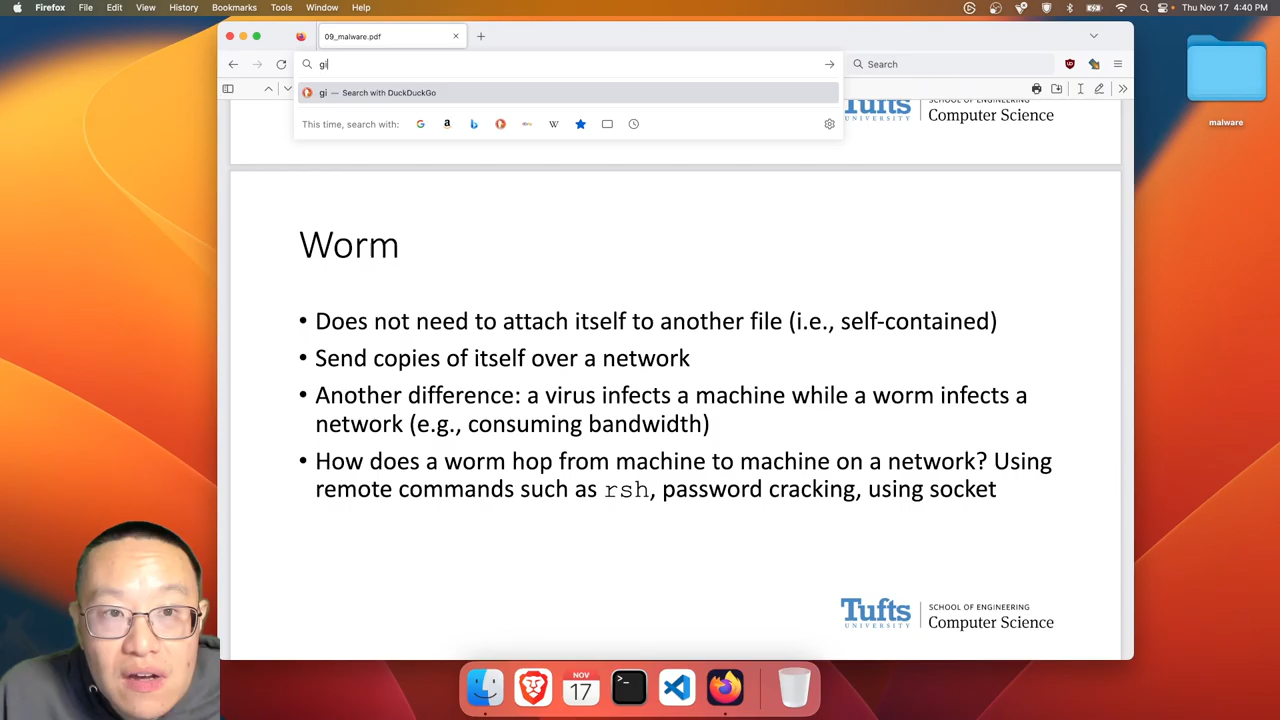 Firefox File Edit View History Bookmarks Tools Window Help Thu Nov 17 4:40 PM
09_malware.pdf
gi Search
gi — Search with DuckDuckGo
This time, search with:
malware
Tufts UNIVERSITY SCHOOL OF ENGINEERING
Computer Science
Worm
• Does not need to attach itself to another file (i.e., self-contained)
• Send copies of itself over a network
• Another difference: a virus infects a machine while a worm infects a
network (e.g., consuming bandwidth)
• How does a worm hop from machine to machine on a network? Using
remote commands such as rsh, password cracking, using socket
Tufts UNIVERSITY SCHOOL OF ENGINEERING
Computer Science
NOV
17